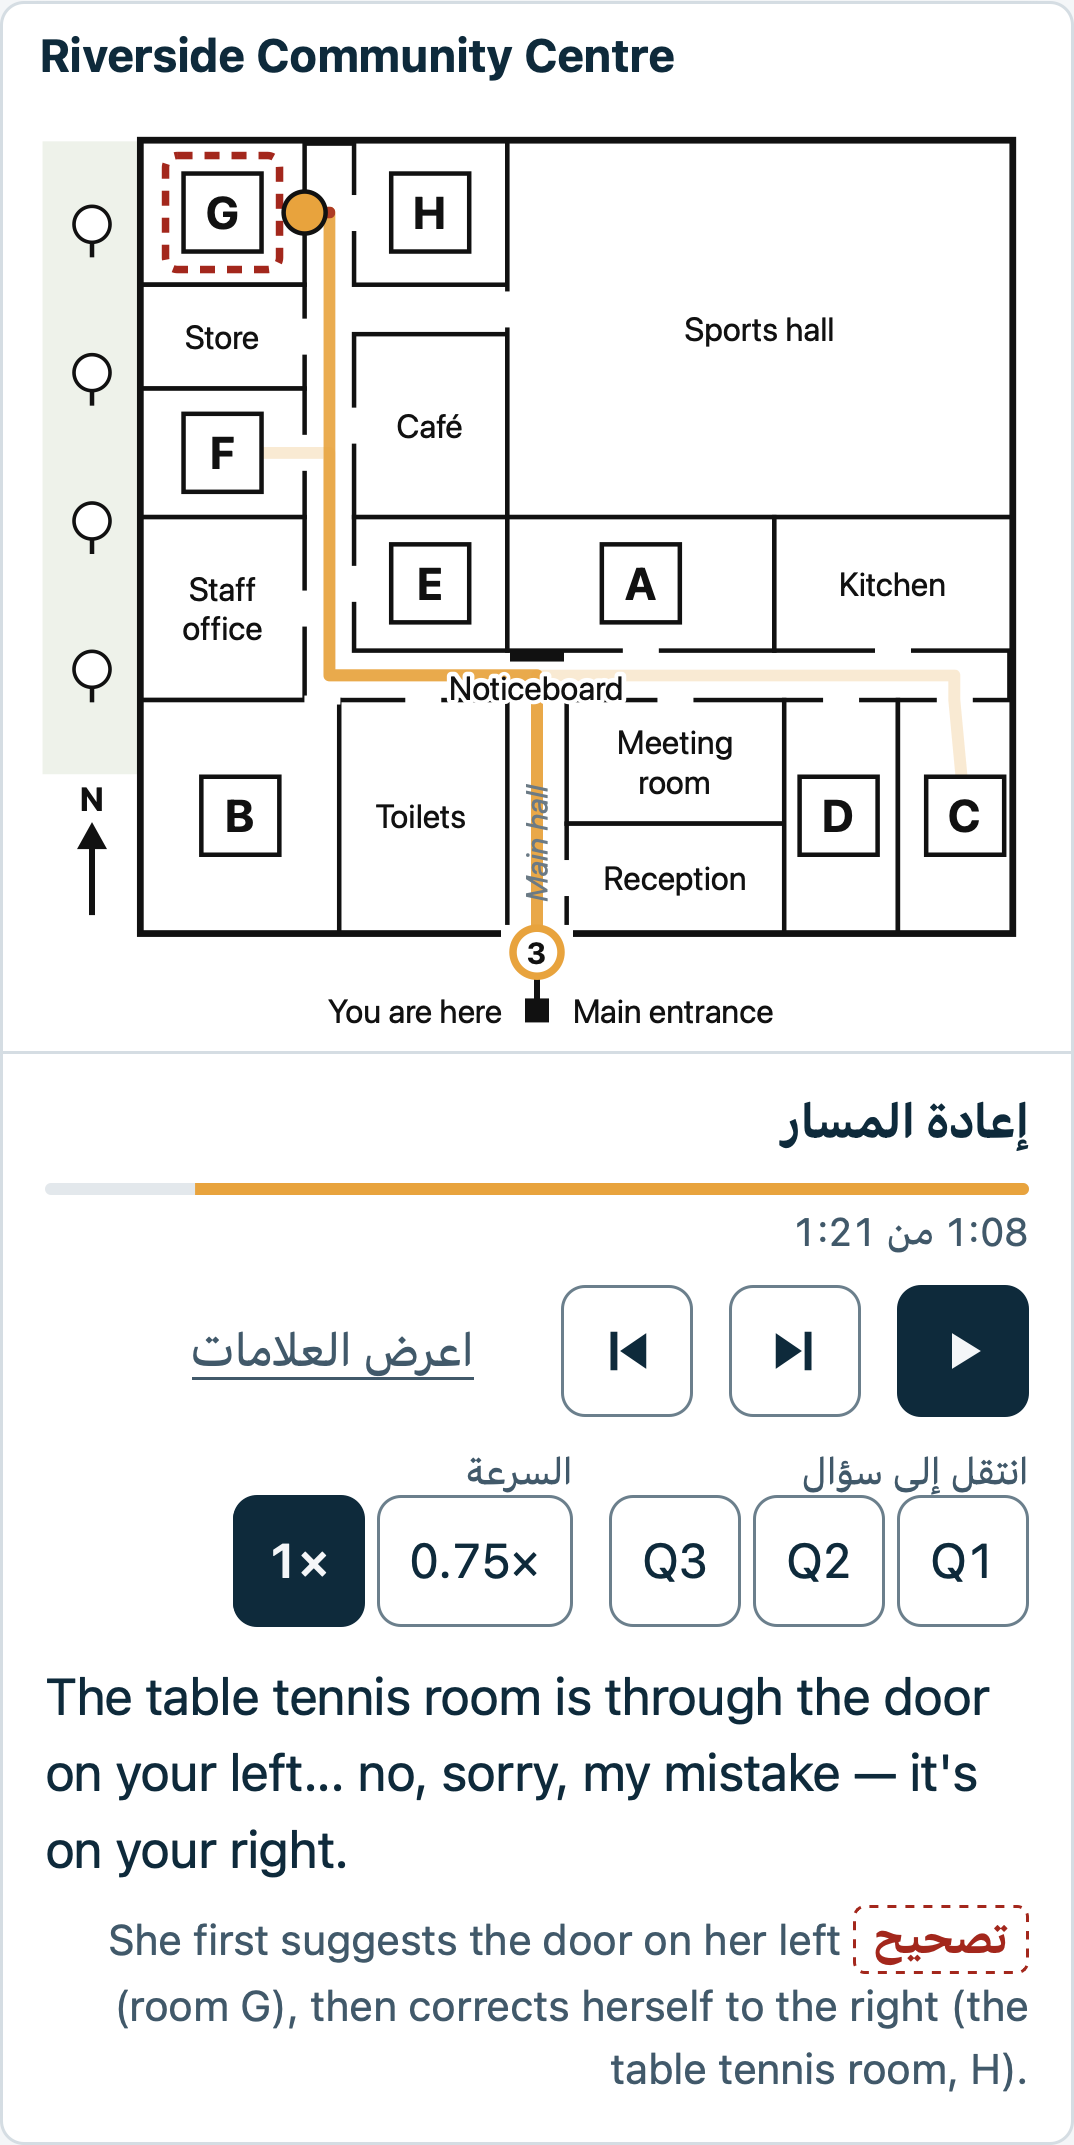 Riverside Community Centre
G
H
Sports hall
Store
Café
F
Staff
office
E
A
Kitchen
Noticeboard
Meeting
room
N
B
Toilets
Main hall
D
C
Reception
3
You are here
Main entrance
إعادة المسار
1:08 من 1:21
اعرض العلامات
انتقل إلى سؤال
السرعة
Q1
Q2
Q3
0.75×
1×
The table tennis room is through the door
on your left... no, sorry, my mistake — it's
on your right.
تصحيح She first suggests the door on her left
(room G), then corrects herself to the right (the
table tennis room, H).